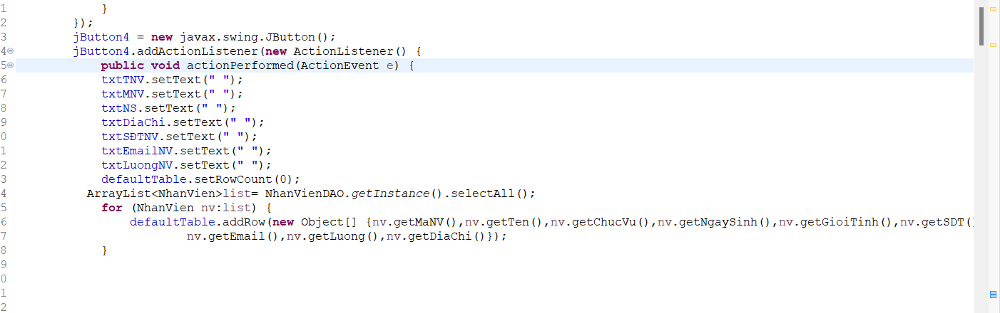 1 }
2 });
3 jButton4 = new javax.swing.JButton();
4 jButton4.addActionListener(new ActionListener() {
5 public void actionPerformed(ActionEvent e) {
6 txtTNV.setText(" ");
7 txtMNV.setText(" ");
8 txtNS.setText(" ");
9 txtDiaChi.setText(" ");
0 txtSĐTNV.setText(" ");
1 txtEmailNV.setText(" ");
2 txtLuongNV.setText(" ");
3 defaultTable.setRowCount(0);
4 ArrayList<NhanVien>list= NhanVienDAO.getInstance().selectAll();
5 for (NhanVien nv:list) {
6 defaultTable.addRow(new Object[] {nv.getMaNV(),nv.getTen(),nv.getChucVu(),nv.getNgaySinh(),nv.getGioiTinh(),nv.getSDT()
7 nv.getEmail(),nv.getLuong(),nv.getDiaChi()});
8 }
9
0
1
2